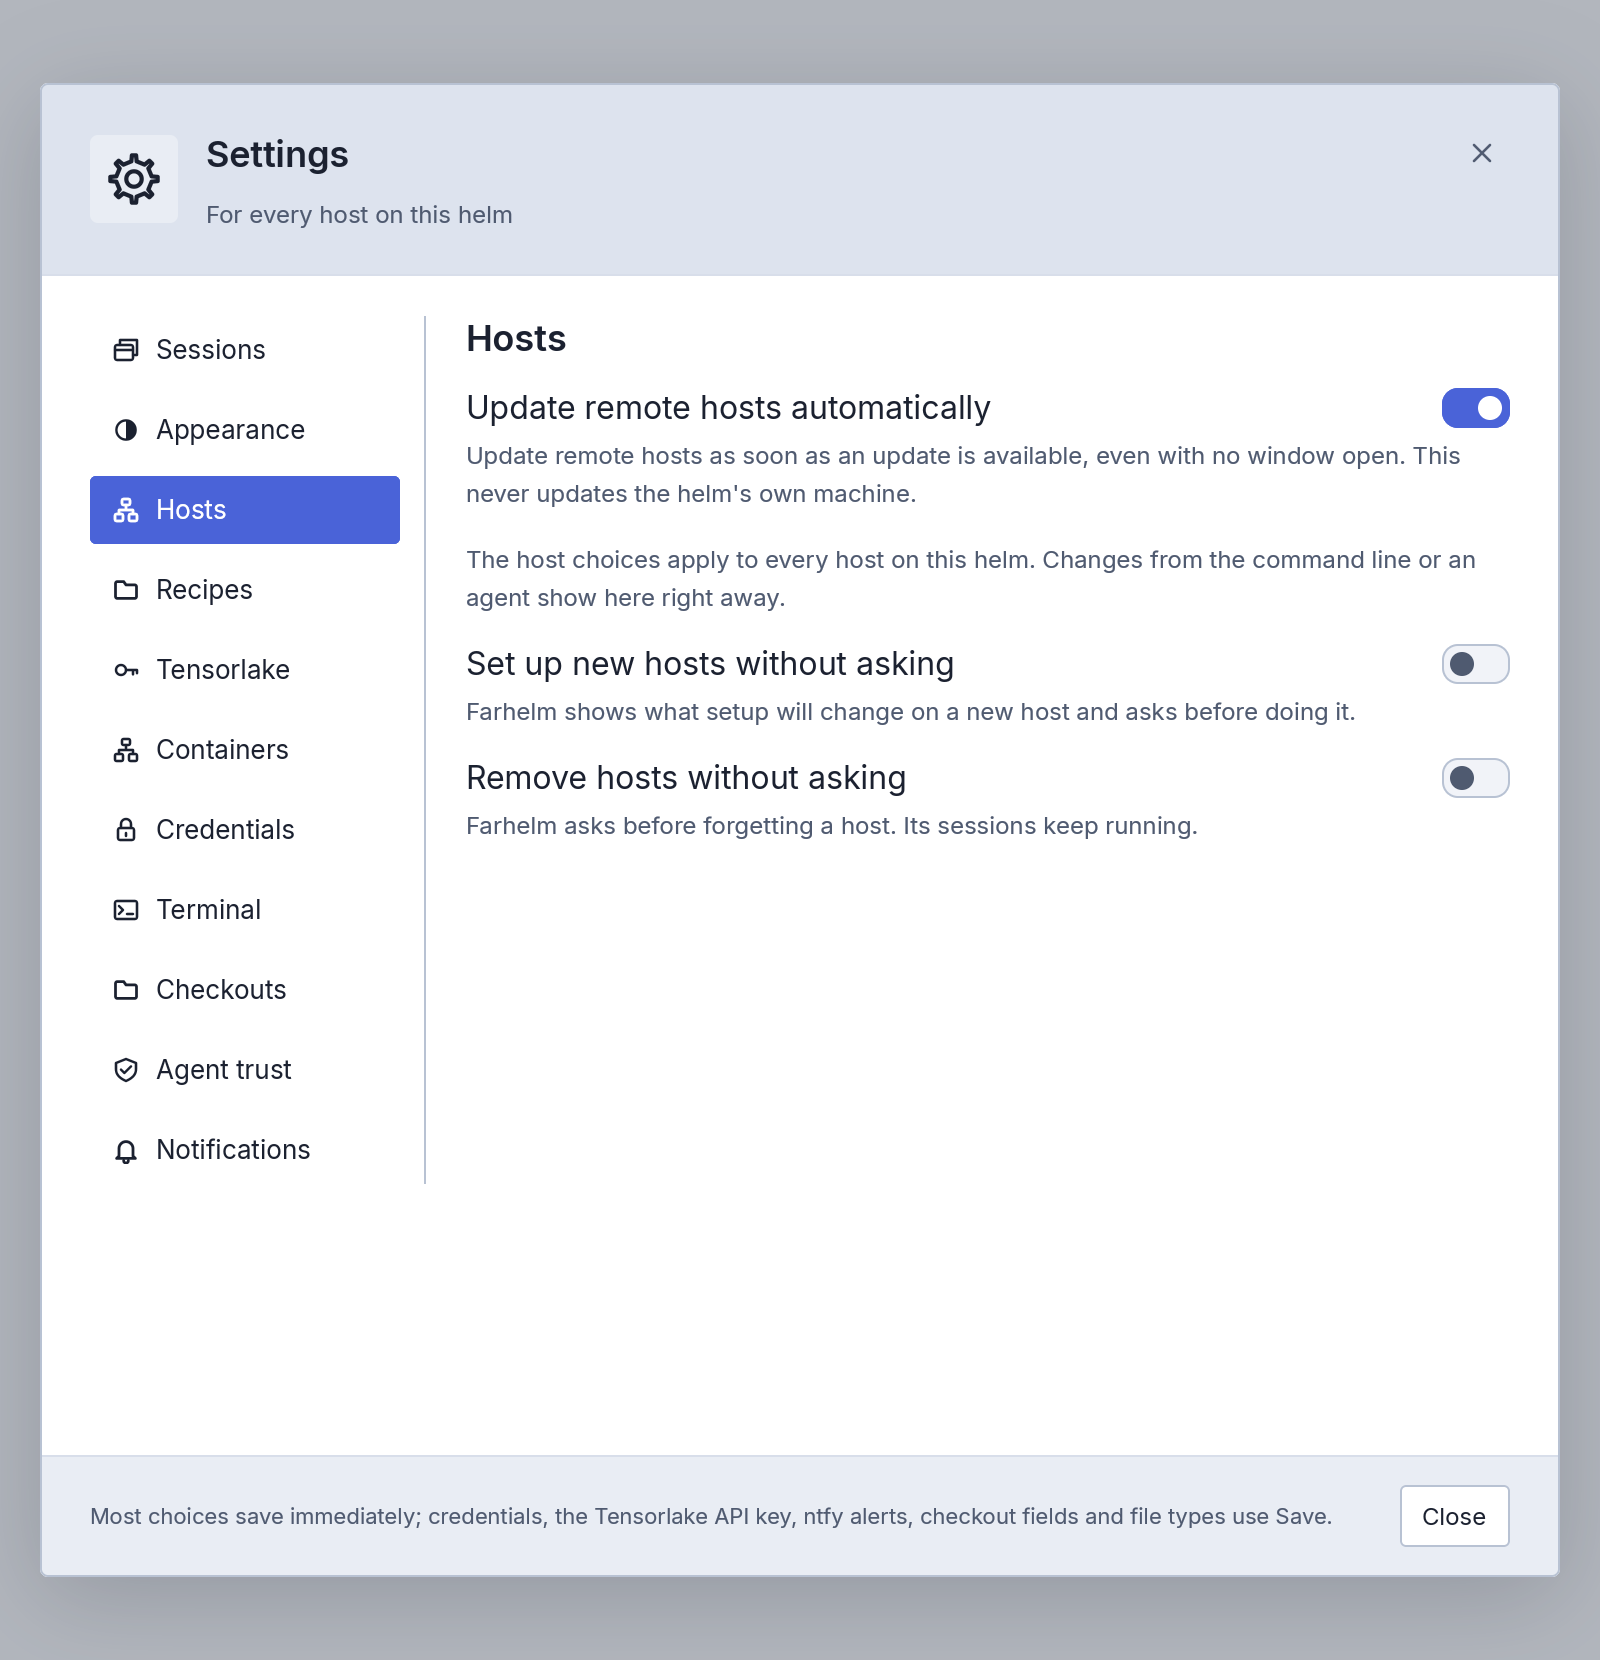 Settings
For every host on this helm
Sessions
Appearance
Hosts
Recipes
Tensorlake
Containers
Credentials
Terminal
Checkouts
Agent trust
Notifications
Hosts
Update remote hosts automatically
Update remote hosts as soon as an update is available, even with no window open. This
never updates the helm's own machine.
The host choices apply to every host on this helm. Changes from the command line or an
agent show here right away.
Set up new hosts without asking
Farhelm shows what setup will change on a new host and asks before doing it.
Remove hosts without asking
Farhelm asks before forgetting a host. Its sessions keep running.
Most choices save immediately; credentials, the Tensorlake API key, ntfy alerts, checkout fields and file types use Save.
Close